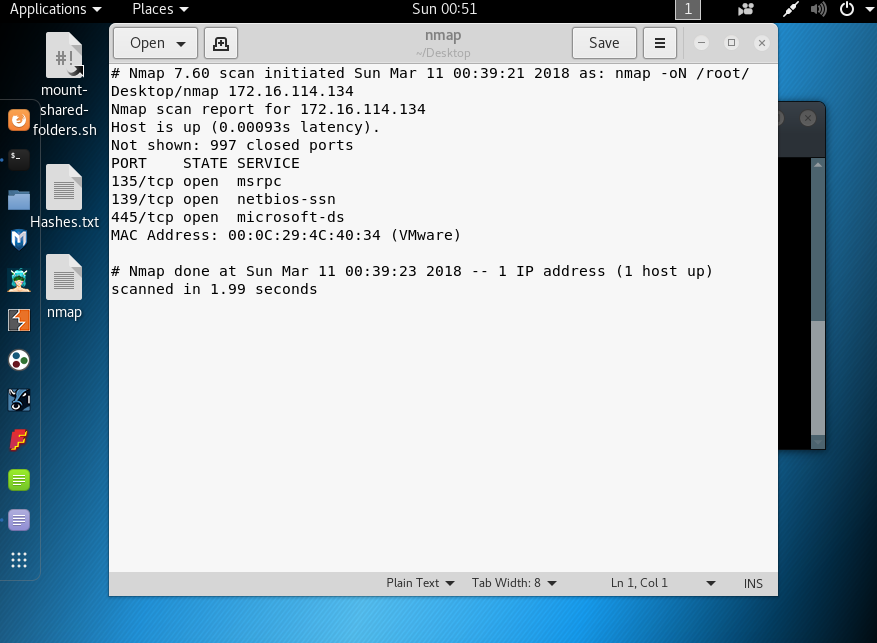 Applications Places Sun 00:51 1
Open nmap Save
~/Desktop
mount-
shared-
folders.sh
Hashes.txt
nmap
# Nmap 7.60 scan initiated Sun Mar 11 00:39:21 2018 as: nmap -oN /root/
Desktop/nmap 172.16.114.134
Nmap scan report for 172.16.114.134
Host is up (0.00093s latency).
Not shown: 997 closed ports
PORT    STATE SERVICE
135/tcp open  msrpc
139/tcp open  netbios-ssn
445/tcp open  microsoft-ds
MAC Address: 00:0C:29:4C:40:34 (VMware)
# Nmap done at Sun Mar 11 00:39:23 2018 -- 1 IP address (1 host up)
scanned in 1.99 seconds
Plain Text Tab Width: 8 Ln 1, Col 1 INS